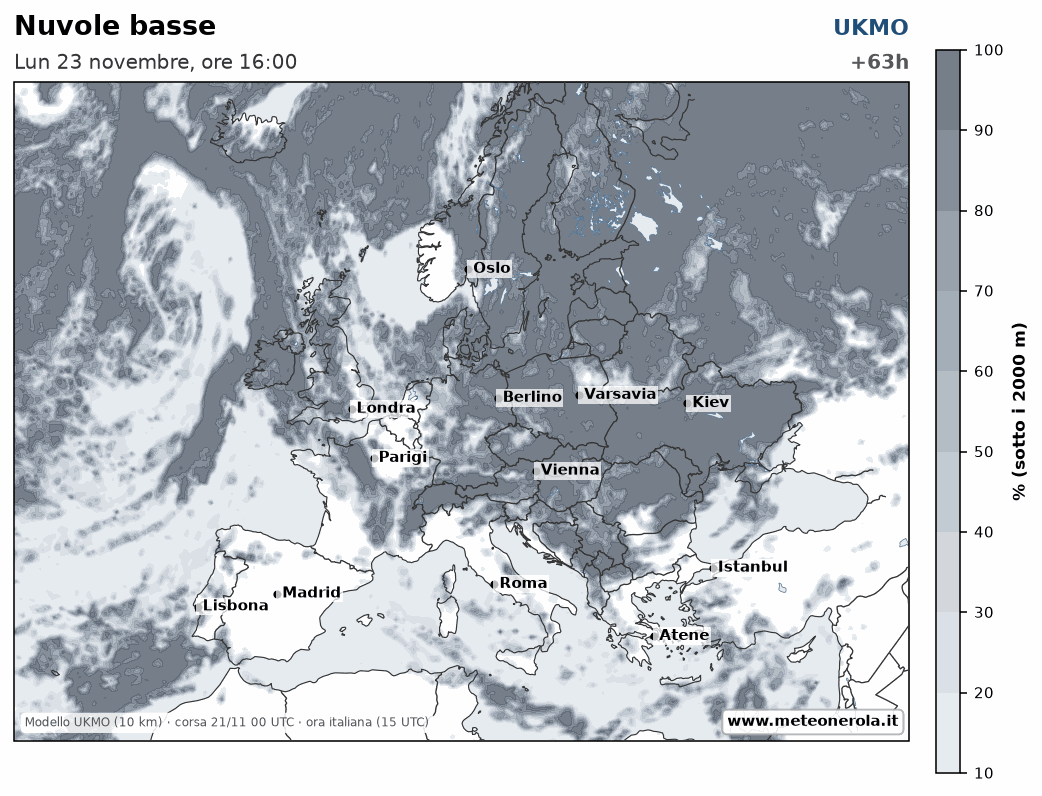 Nuvole basse
UKMO
Lun 23 novembre, ore 16:00
+63h
Oslo
Berlino
Varsavia
Kiev
Londra
Parigi
Vienna
Istanbul
Roma
Madrid
Lisbona
Atene
Modello UKMO (10 km) · corsa 21/11 00 UTC · ora italiana (15 UTC)
www.meteonerola.it
100
90
80
70
60
50
40
30
20
10
% (sotto i 2000 m)